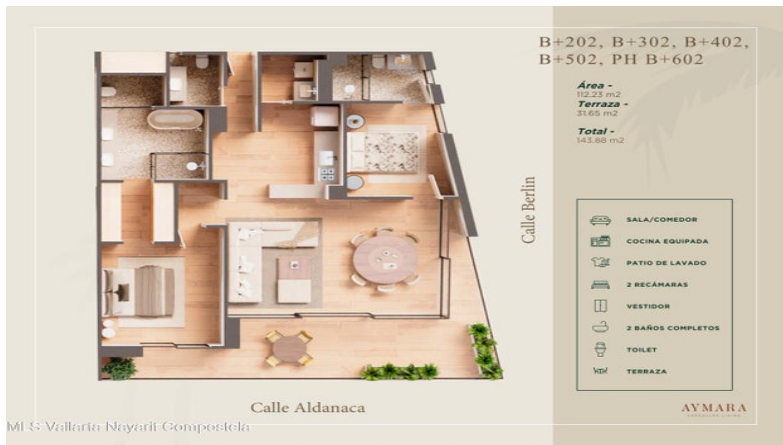 B+202, B+302, B+402,
B+502, PH B+602
Área -
112.23 m2
Terraza -
31.65 m2
Total -
143.88 m2
Calle Berlin
SALA/COMEDOR
COCINA EQUIPADA
PATIO DE LAVADO
2 RECÁMARAS
VESTIDOR
2 BAÑOS COMPLETOS
TOILET
TERRAZA
Calle Aldanaca
AYMARA
MLS Vallarta Nayarit Compostela